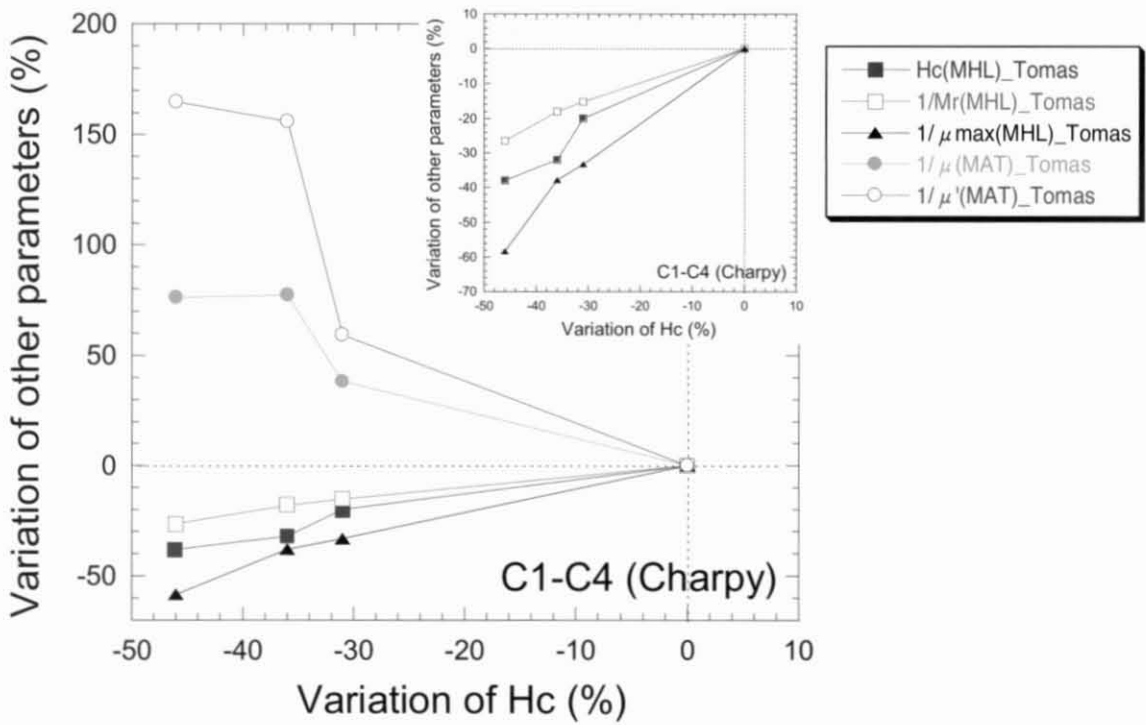 Variation of other parameters (%)
200
150
100
50
0
-50
-50
-40
-30
-20
-10
0
10
Variation of Hc (%)
C1-C4 (Charpy)
Variation of other parameters (%)
10
0
-10
-20
-30
-40
-50
-60
-70
-50
-40
-30
-20
-10
0
10
Variation of Hc (%)
C1-C4 (Charpy)
Hc(MHL)_Tomas
1/Mr(MHL)_Tomas
1/ μ max(MHL)_Tomas
1/ μ (MAT)_Tomas
1/ μ'(MAT)_Tomas